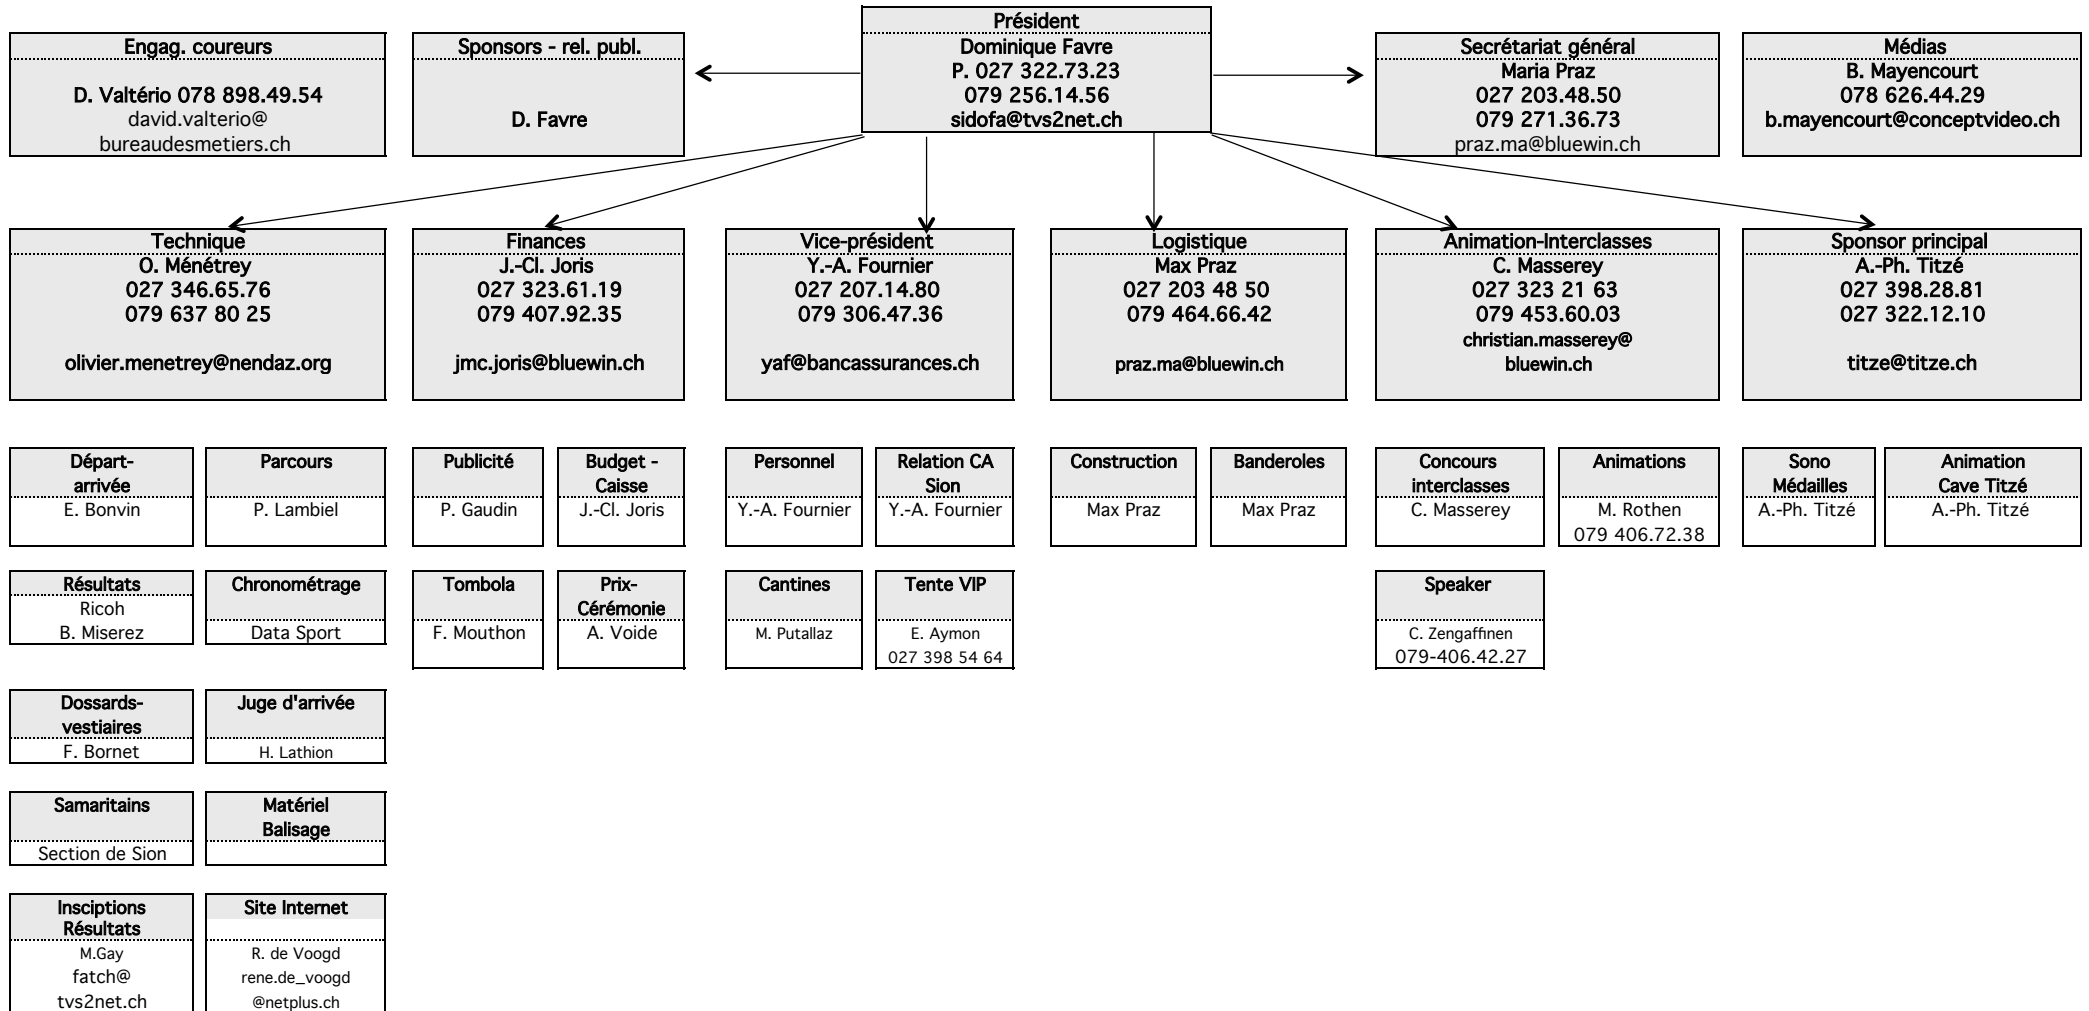 Président
Dominique Favre
P. 027 322.73.23
079 256.14.56
sidofa@tvs2net.ch
Engag. coureurs
D. Valtério 078 898.49.54
david.valterio@
bureaudesmetiers.ch
Sponsors - rel. publ.
D. Favre
Secrétariat général
Maria Praz
027 203.48.50
079 271.36.73
praz.ma@bluewin.ch
Médias
B. Mayencourt
078 626.44.29
b.mayencourt@conceptvideo.ch
Technique
O. Ménétrey
027 346.65.76
079 637 80 25
olivier.menetrey@nendaz.org
Finances
J.-Cl. Joris
027 323.61.19
079 407.92.35
jmc.joris@bluewin.ch
Vice-président
Y.-A. Fournier
027 207.14.80
079 306.47.36
yaf@bancassurances.ch
Logistique
Max Praz
027 203 48 50
079 464.66.42
praz.ma@bluewin.ch
Animation-Interclasses
C. Masserey
027 323 21 63
079 453.60.03
christian.masserey@
bluewin.ch
Sponsor principal
A.-Ph. Titzé
027 398.28.81
027 322.12.10
titze@titze.ch
Départ-
arrivée
E. Bonvin
Parcours
P. Lambiel
Publicité
P. Gaudin
Budget -
Caisse
J.-Cl. Joris
Personnel
Y.-A. Fournier
Relation CA
Sion
Y.-A. Fournier
Construction
Max Praz
Banderoles
Max Praz
Concours
interclasses
C. Masserey
Animations
M. Rothen
079 406.72.38
Sono
Médailles
A.-Ph. Titzé
Animation
Cave Titzé
A.-Ph. Titzé
Résultats
Ricoh
B. Miserez
Chronométrage
Data Sport
Tombola
F. Mouthon
Prix-
Cérémonie
A. Voide
Cantines
M. Putallaz
Tente VIP
E. Aymon
027 398 54 64
Speaker
C. Zengaffinen
079-406.42.27
Dossards-
vestiaires
F. Bornet
Juge d'arrivée
H. Lathion
Samaritains
Section de Sion
Matériel
Balisage
Insciptions
Résultats
M.Gay
fatch@
tvs2net.ch
Site Internet
R. de Voogd
rene.de_voogd
@netplus.ch